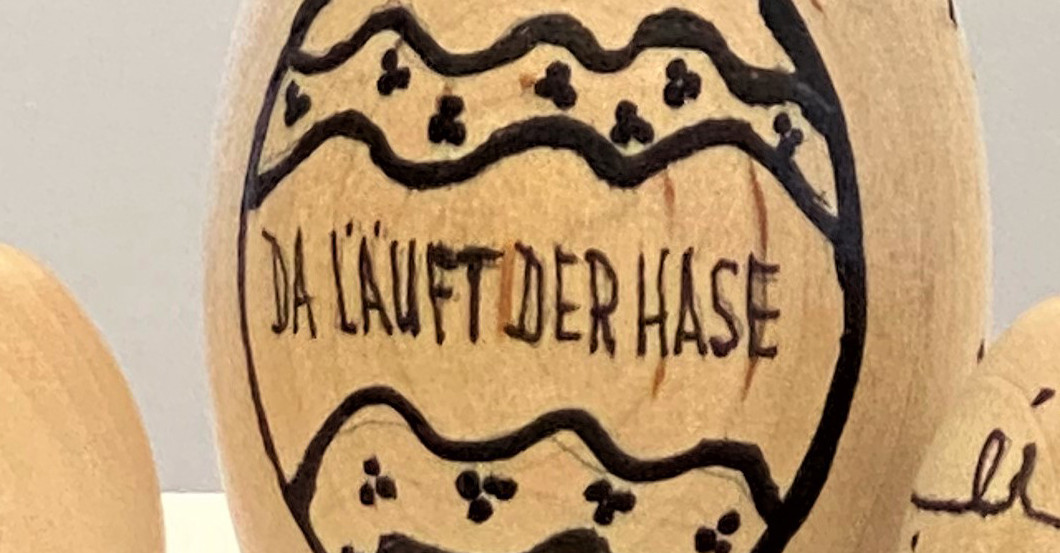 DA LÄUFT DER HASE